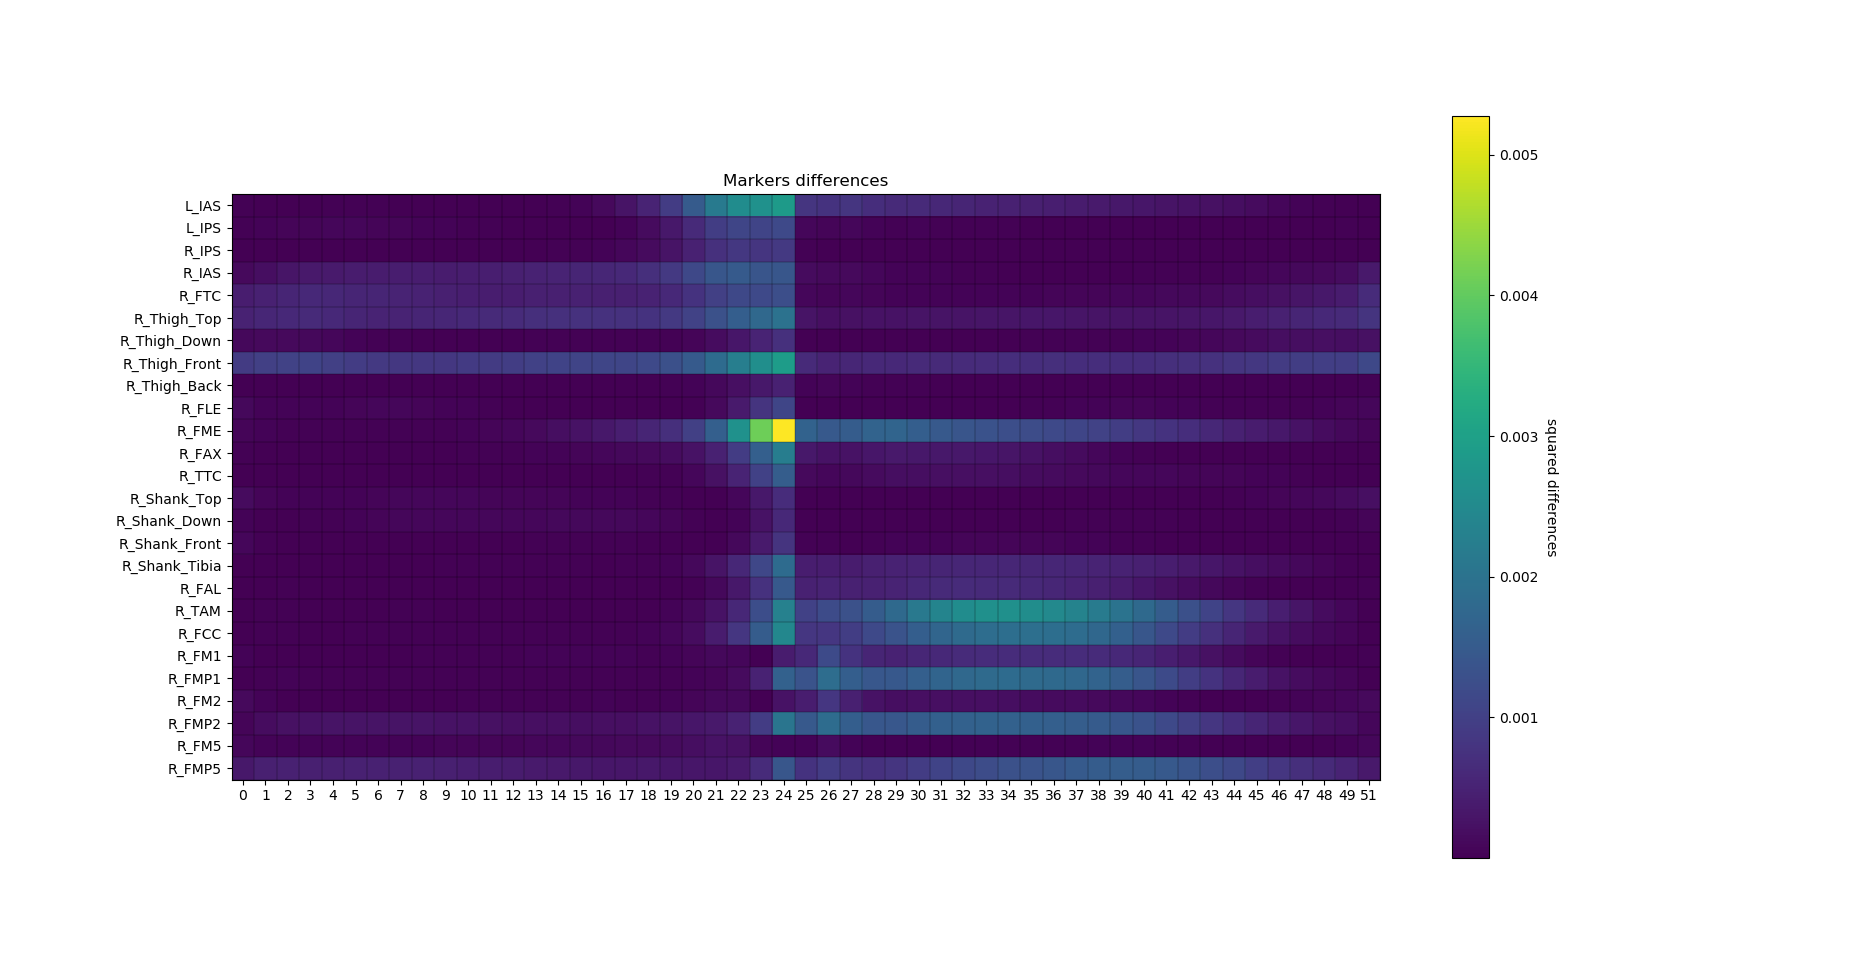 Markers differences
L_IAS
L_IPS
R_IPS
R_IAS
R_FTC
R_Thigh_Top
R_Thigh_Down
R_Thigh_Front
R_Thigh_Back
R_FLE
R_FME
R_FAX
R_TTC
R_Shank_Top
R_Shank_Down
R_Shank_Front
R_Shank_Tibia
R_FAL
R_TAM
R_FCC
R_FM1
R_FMP1
R_FM2
R_FMP2
R_FM5
R_FMP5
0 1 2 3 4 5 6 7 8 9 10 11 12 13 14 15 16 17 18 19 20 21 22 23 24 25 26 27 28 29 30 31 32 33 34 35 36 37 38 39 40 41 42 43 44 45 46 47 48 49 51
0.005
0.004
0.003
0.002
0.001
squared differences